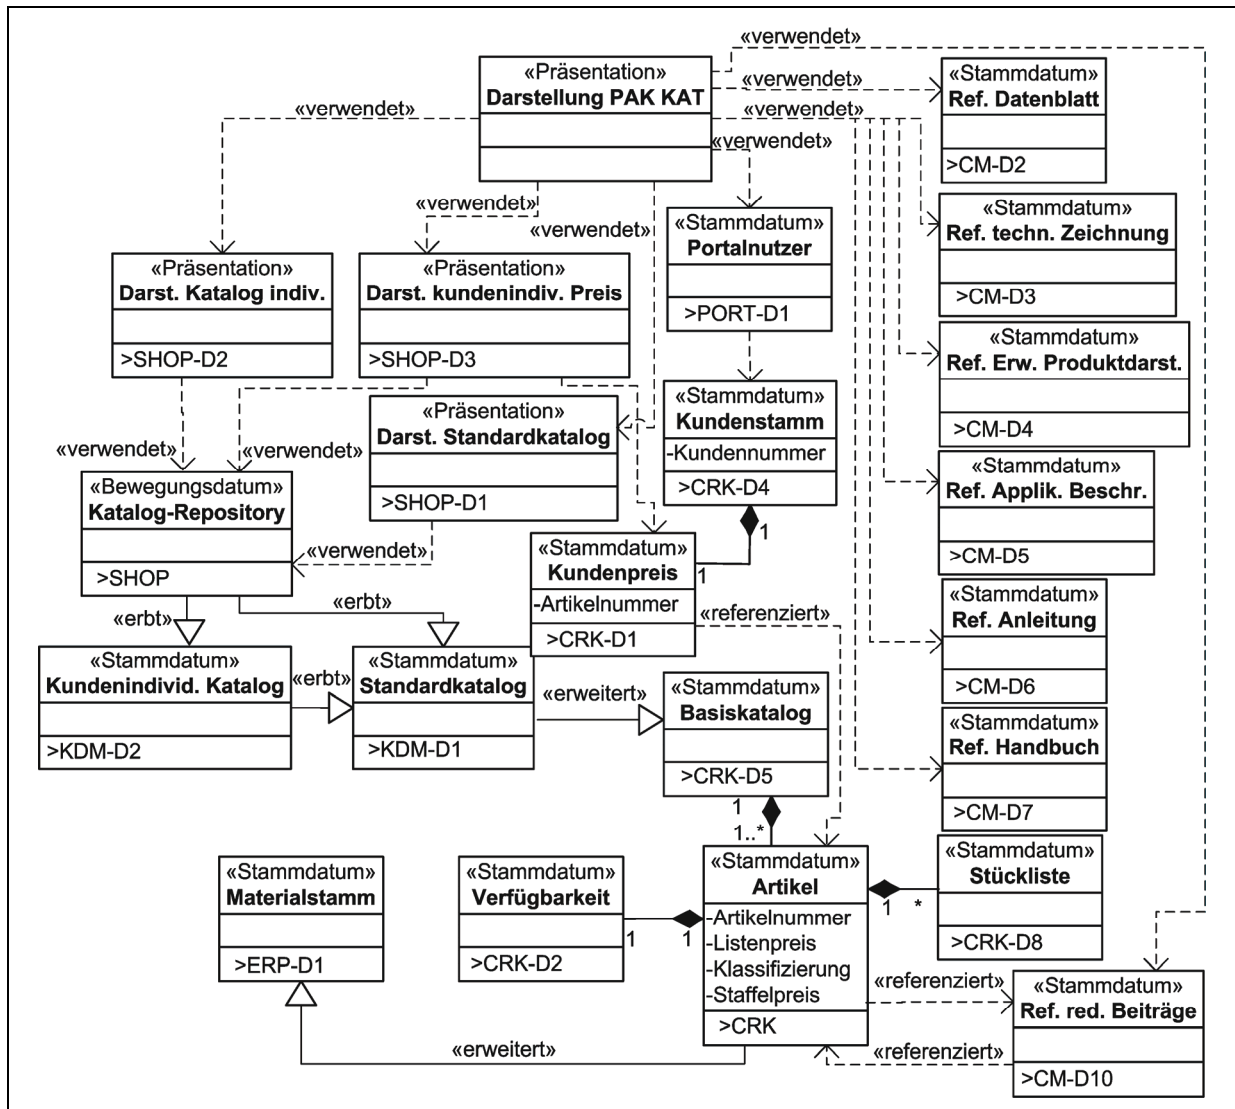 «verwendet»
«Präsentation»
Darstellung PAK KAT
«verwendet»
«verwendet»
«verwendet»
«verwendet»
«Stammdatum»
Ref. Datenblatt
>CM-D2
«verwendet»
«verwendet»
«Stammdatum»
Portalnutzer
>PORT-D1
«Stammdatum»
Ref. techn. Zeichnung
>CM-D3
«Präsentation»
Darst. Katalog indiv.
>SHOP-D2
«Präsentation»
Darst. kundenindiv. Preis
>SHOP-D3
«Stammdatum»
Ref. Erw. Produktdarst.
>CM-D4
«Präsentation»
Darst. Standardkatalog
>SHOP-D1
«Stammdatum»
Kundenstamm
-Kundennummer
>CRK-D4
1
«verwendet»
«verwendet»
«Stammdatum»
Ref. Applik. Beschr.
>CM-D5
«Bewegungsdatum»
Katalog-Repository
>SHOP
«verwendet»
«Stammdatum»
Kundenpreis
-Artikelnummer
>CRK-D1
1
«referenziert»
«erbt»
«erbt»
«Stammdatum»
Ref. Anleitung
>CM-D6
«Stammdatum»
Kundenindivid. Katalog
>KDM-D2
«erbt»
«Stammdatum»
Standardkatalog
>KDM-D1
«erweitert»
«Stammdatum»
Basiskatalog
>CRK-D5
1
1..*
«Stammdatum»
Ref. Handbuch
>CM-D7
«Stammdatum»
Materialstamm
>ERP-D1
«Stammdatum»
Verfügbarkeit
>CRK-D2
1
1
«Stammdatum»
Artikel
-Artikelnummer
-Listenpreis
-Klassifizierung
-Staffelpreis
>CRK
1
*
«Stammdatum»
Stückliste
>CRK-D8
«referenziert»
«referenziert»
«Stammdatum»
Ref. red. Beiträge
>CM-D10
«erweitert»